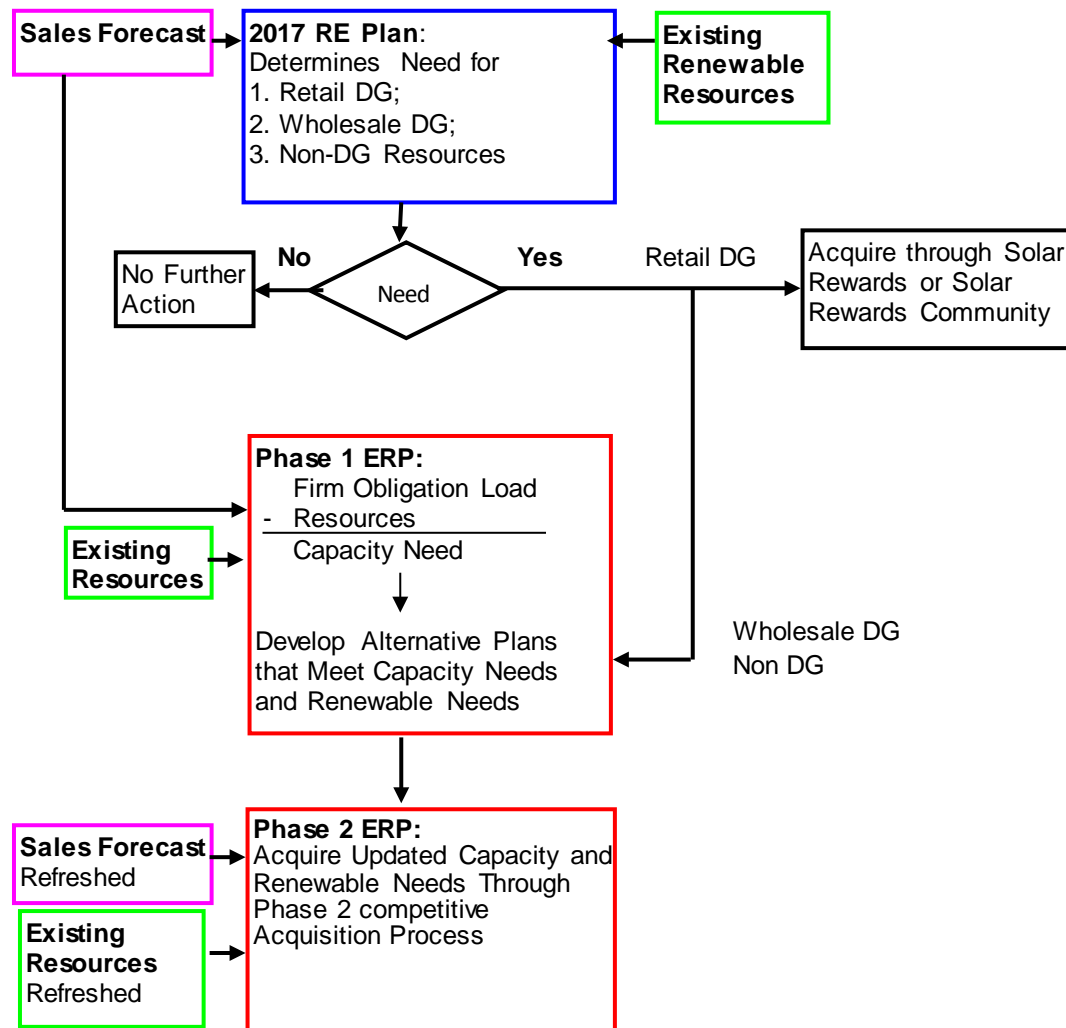 Sales Forecast
2017 RE Plan:
Determines Need for
1. Retail DG;
2. Wholesale DG;
3. Non-DG Resources
Existing
Renewable
Resources
No Further
Action
No
Need
Yes
Retail DG
Acquire through Solar
Rewards or Solar
Rewards Community
Phase 1 ERP:
Firm Obligation Load
- Resources
Capacity Need
Existing
Resources
Develop Alternative Plans
that Meet Capacity Needs
and Renewable Needs
Wholesale DG
Non DG
Sales Forecast
Refreshed
Phase 2 ERP:
Acquire Updated Capacity and
Renewable Needs Through
Phase 2 competitive
Acquisition Process
Existing
Resources
Refreshed